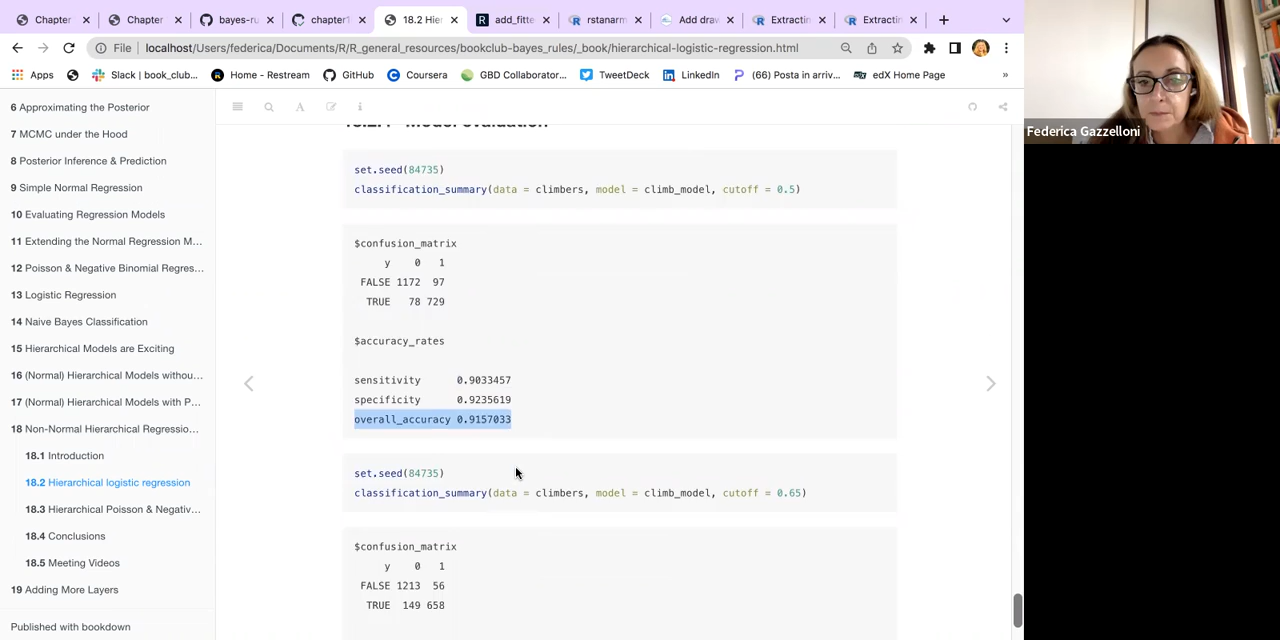 Chapter
Chapter
bayes-ru
chapter1
18.2 Hier
add_fitte
rstanarm
Add draw
Extractin
Extractin
File localhost/Users/federica/Documents/R/R_general_resources/bookclub-bayes_rules/_book/hierarchical-logistic-regression.html
Apps
Slack | book_club...
Home - Restream
GitHub
Coursera
GBD Collaborator...
TweetDeck
LinkedIn
(66) Posta in arriv...
edX Home Page
»
Federica Gazzelloni
6 Approximating the Posterior
7 MCMC under the Hood
8 Posterior Inference & Prediction
9 Simple Normal Regression
10 Evaluating Regression Models
11 Extending the Normal Regression M...
12 Poisson & Negative Binomial Regres...
13 Logistic Regression
14 Naive Bayes Classification
15 Hierarchical Models are Exciting
16 (Normal) Hierarchical Models withou...
17 (Normal) Hierarchical Models with P...
18 Non-Normal Hierarchical Regressio...
18.1 Introduction
18.2 Hierarchical logistic regression
18.3 Hierarchical Poisson & Negativ...
18.4 Conclusions
18.5 Meeting Videos
19 Adding More Layers
Published with bookdown
18.2.4 Model evaluation
set.seed(84735)
classification_summary(data = climbers, model = climb_model, cutoff = 0.5)
$confusion_matrix
y 0 1
FALSE 1172 97
TRUE 78 729
$accuracy_rates
sensitivity 0.9033457
specificity 0.9235619
overall_accuracy 0.9157033
set.seed(84735)
classification_summary(data = climbers, model = climb_model, cutoff = 0.65)
$confusion_matrix
y 0 1
FALSE 1213 56
TRUE 149 658